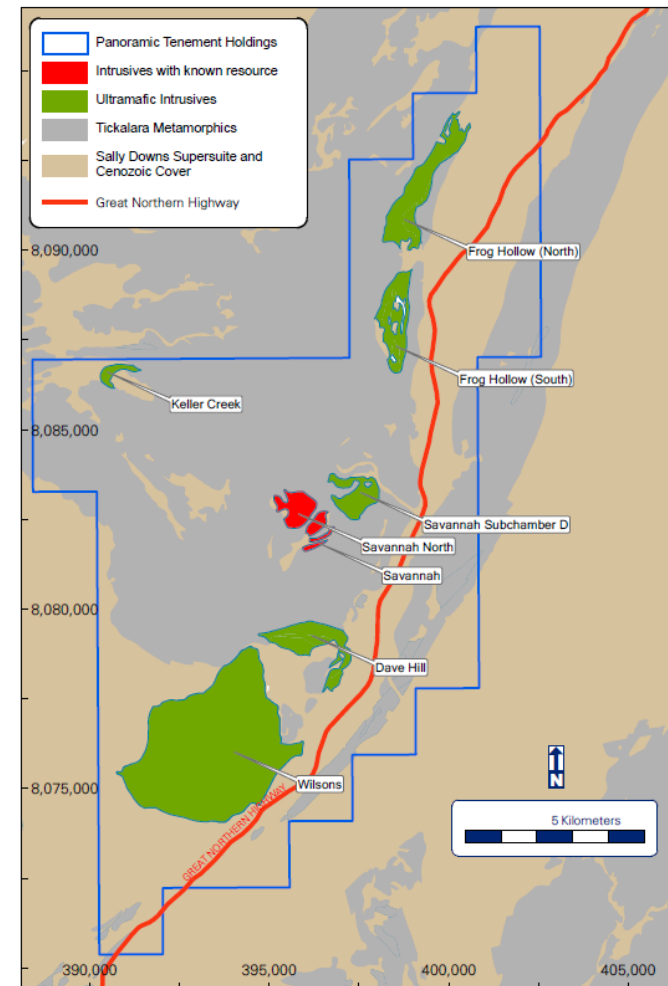 Panoramic Tenement Holdings
Intrusives with known resource
Ultramafic Intrusives
Tickalara Metamorphics
Sally Downs Supersuite and
Cenozoic Cover
Great Northern Highway
8,090,000
Frog Hollow (North)
Frog Hollow (South)
Keller Creek
8,085,000
Savannah Subchamber D
Savannah North
Savannah
8,080,000
Dave Hill
8,075,000
Wilsons
GREAT NORTHERN HIGHWAY
N
5 Kilometers
390,000
395,000
400,000
405,000